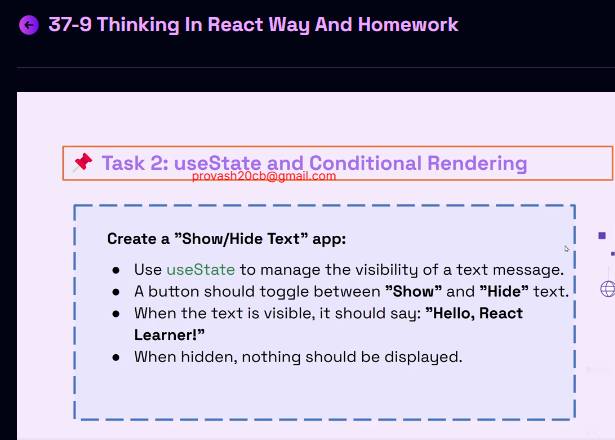 37-9 Thinking In React Way And Homework
📌 Task 2: useState and Conditional Rendering
provash20cb@gmail.com
Create a ”Show/Hide Text” app:
● Use useState to manage the visibility of a text message.
● A button should toggle between ”Show” and ”Hide” text.
● When the text is visible, it should say: ”Hello, React
Learner!”
● When hidden, nothing should be displayed.